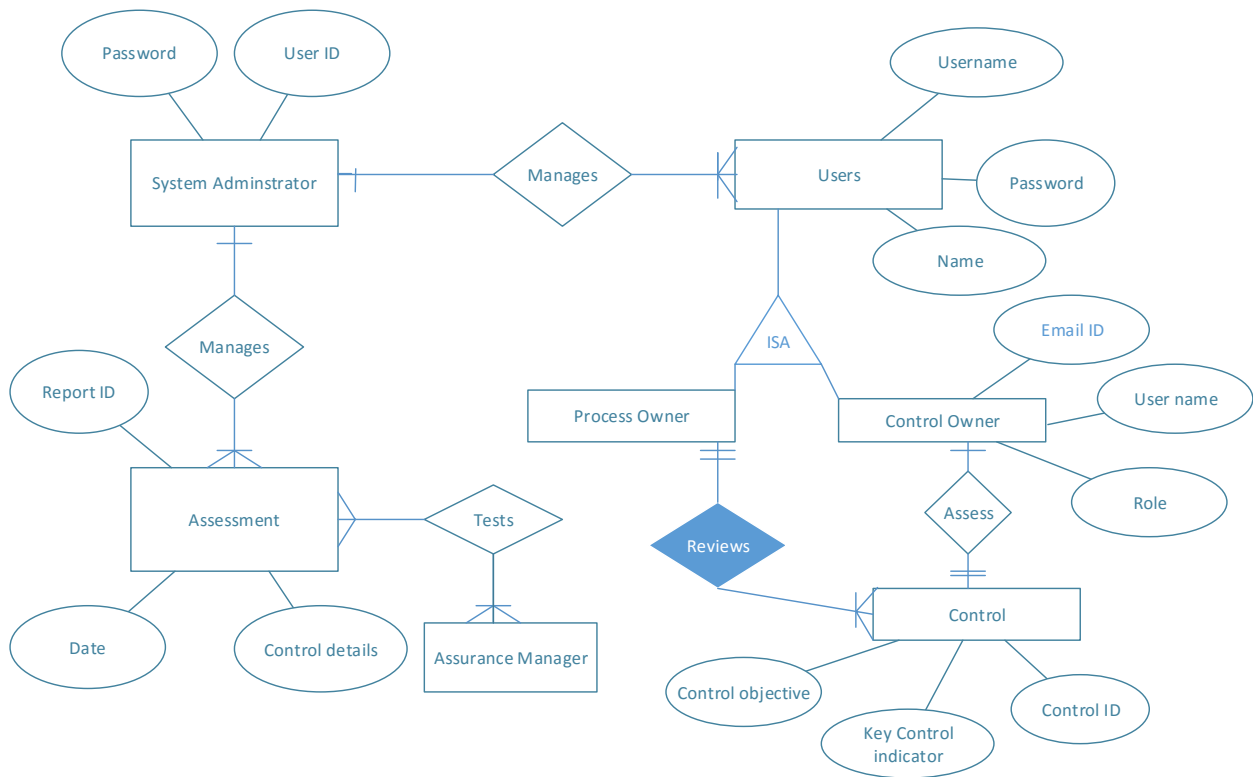 Password
User ID
Username
System Adminstrator
Manages
Users
Password
Name
Manages
ISA
Email ID
Report ID
User name
Process Owner
Control Owner
Assessment
Tests
Assess
Role
Reviews
Date
Control details
Assurance Manager
Control
Control objective
Control ID
Key Control
indicator